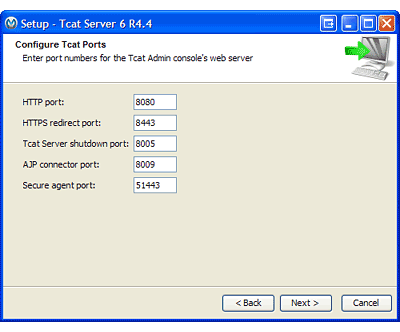 Setup - Tcat Server 6 R4.4
Configure Tcat Ports
Enter port numbers for the Tcat Admin console's web server
HTTP port: 8080
HTTPS redirect port: 8443
Tcat Server shutdown port: 8005
AJP connector port: 8009
Secure agent port: 51443
< Back Next > Cancel